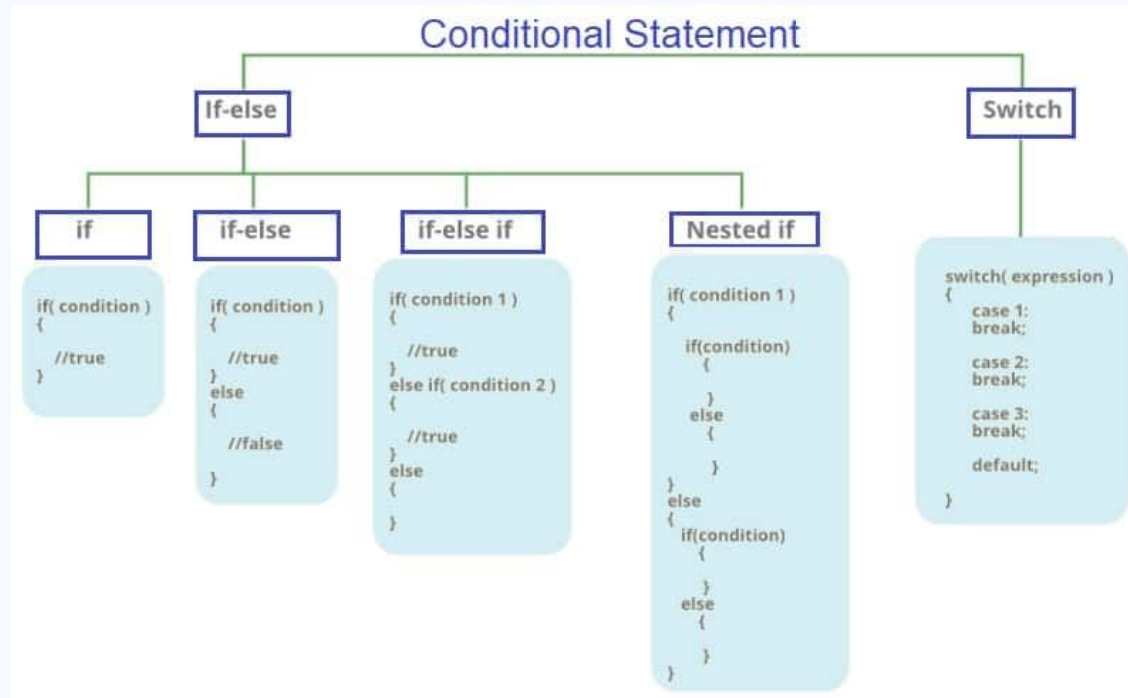 Conditional Statement
If-else
Switch
if
if-else
if-else if
Nested if
if( condition )
{
//true
}
if( condition )
{
//true
}
else
{
//false
}
if( condition 1 )
{
//true
}
else if( condition 2 )
{
//true
}
else
{
}
if( condition 1 )
{
if(condition)
{
}
else
{
}
}
else
{
if(condition)
{
}
else
{
}
}
switch( expression )
{
case 1:
break;
case 2:
break;
case 3:
break;
default;
}